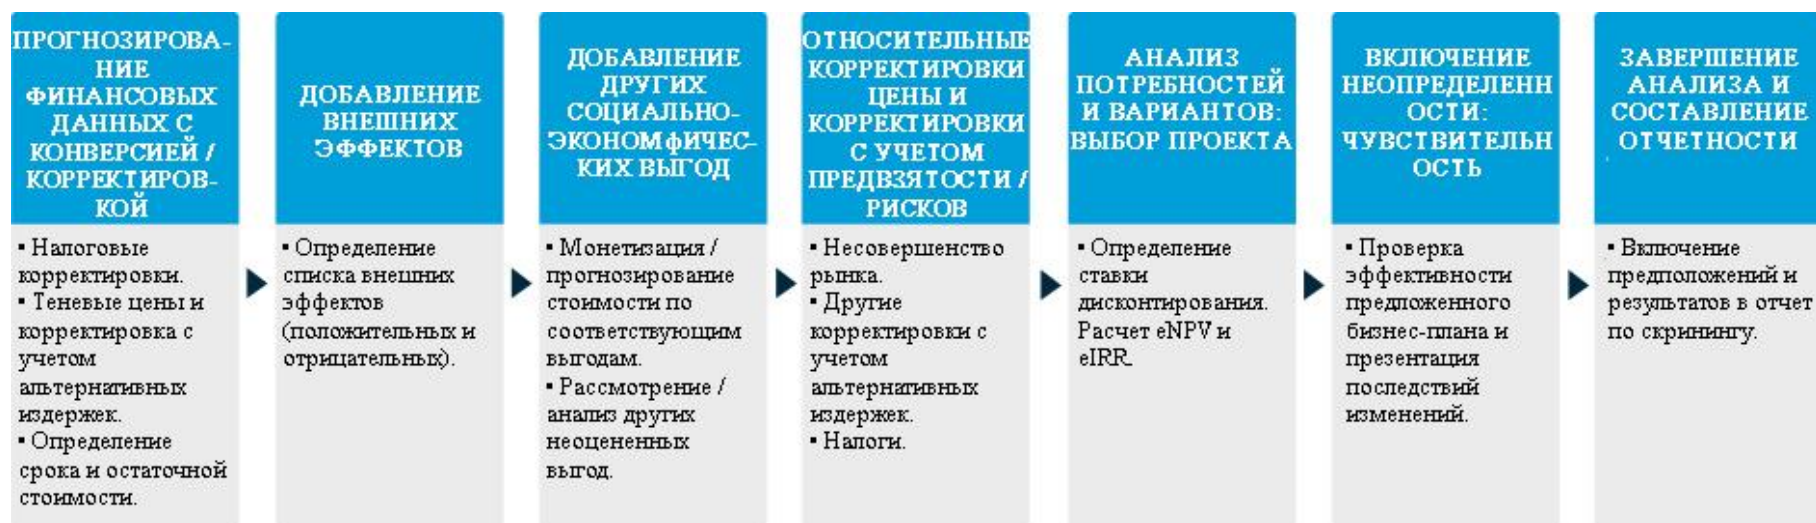 ПРОГНОЗИРОВА-
НИЕ
ФИНАНСОВЫХ
ДАННЫХ С
КОНВЕРСИЕЙ /
КОРРЕКТИРОВ-
КОЙ
▪ Налоговые
корректировки.
▪ Теневые цены и
корректировка с
учетом
альтернативных
издержек.
▪ Определение
срока и остаточной
стоимости.
ДОБАВЛЕНИЕ
ВНЕШНИХ
ЭФФЕКТОВ
▪ Определение
списка внешних
эффектов
(положительных и
отрицательных).
ДОБАВЛЕНИЕ
ДРУГИХ
СОЦИАЛЬНО-
ЭКОНОМфИЧЕС-
КИХ ВЫГОД
▪ Монетизация /
прогнозирование
стоимости по
соответствующим
выгодам.
▪ Рассмотрение /
анализ других
неоцененных
выгод.
ОТНОСИТЕЛЬНЫЕ
КОРРЕКТИРОВКИ
ЦЕНЫ И
КОРРЕКТИРОВКИ
С УЧЕТОМ
ПРЕДВЗЯТОСТИ /
РИСКОВ
▪ Несовершенство
рынка.
▪ Другие
корректировки с
учетом
альтернативных
издержек.
▪ Налоги.
АНАЛИЗ
ПОТРЕБНОСТЕЙ
И ВАРИАНТОВ:
ВЫБОР ПРОЕКТА
▪ Определение
ставки
дисконтирования.
Расчет eNPV и
eIRR.
ВКЛЮЧЕНИЕ
НЕОПРЕДЕЛЕНН
ОСТИ:
ЧУВСТВИТЕЛЬН
ОСТЬ
▪ Проверка
эффективности
предложенного
бизнес-плана и
презентация
последствий
изменений.
ЗАВЕРШЕНИЕ
АНАЛИЗА И
СОСТАВЛЕНИЕ
ОТЧЕТНОСТИ
▪ Включение
предположений и
результатов в отчет
по скринингу.